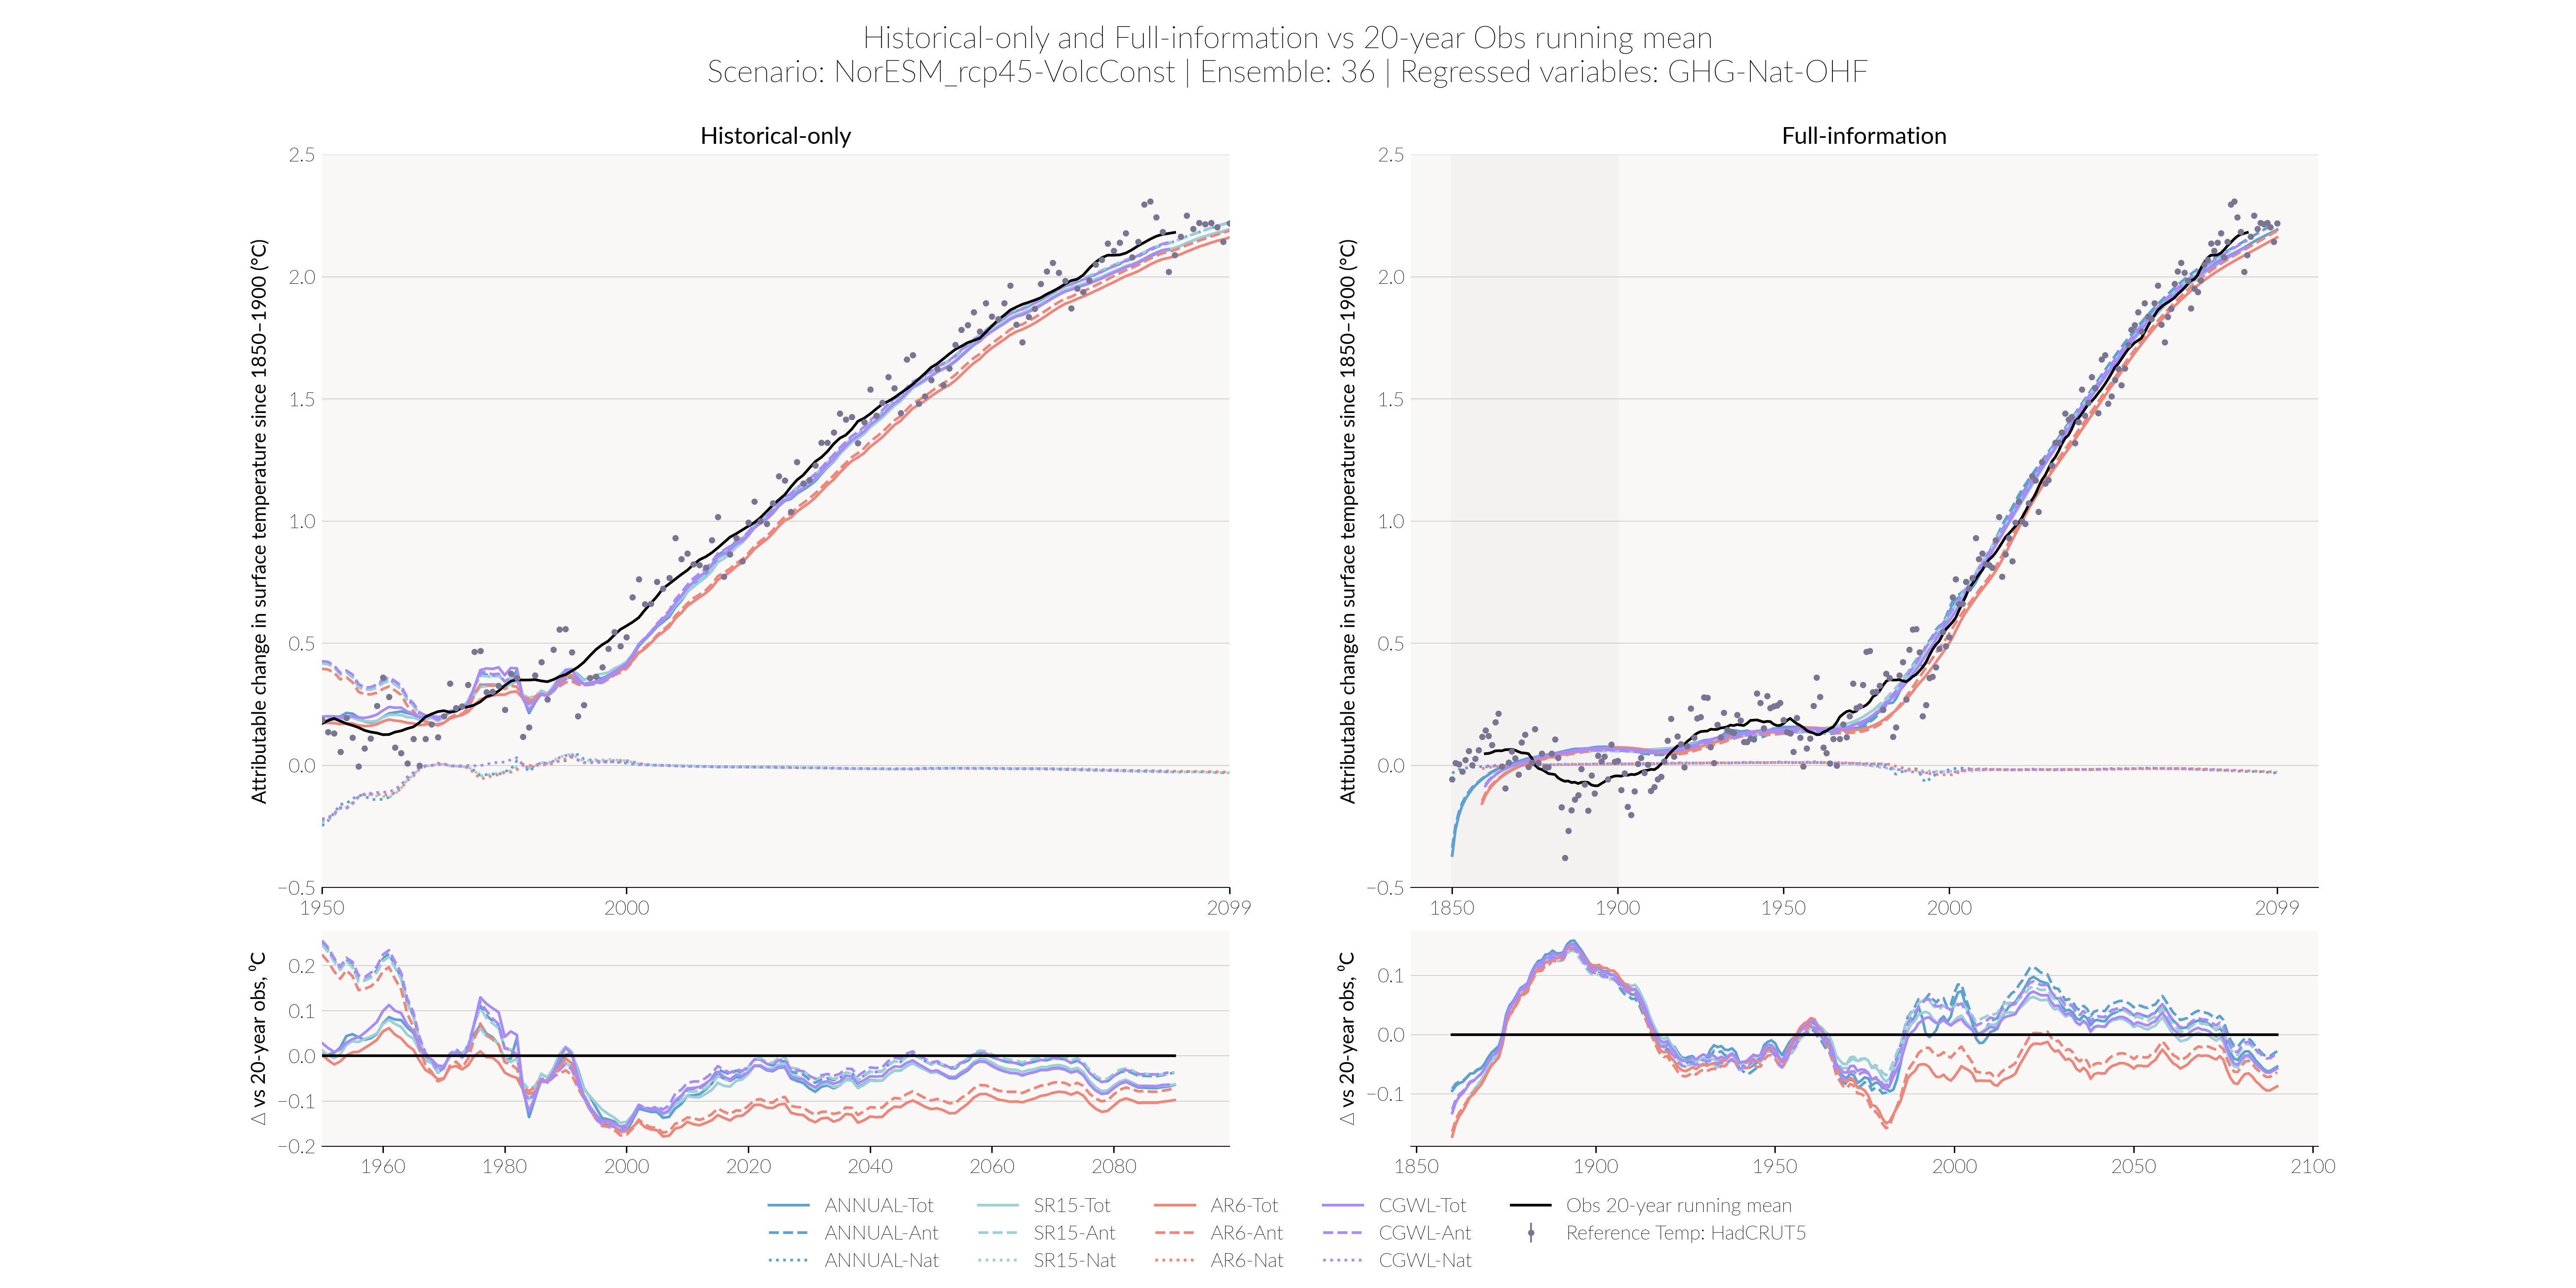 Historical-only and Full-information vs 20-year Obs running mean
Scenario: NorESM_rcp45-VolcConst | Ensemble: 36 | Regressed variables: GHG-Nat-OHF
Historical-only
Attributable change in surface temperature since 1850–1900 (°C)
2.5
2.0
1.5
1.0
0.5
0.0
−0.5
1950
2000
2099
Full-information
Attributable change in surface temperature since 1850–1900 (°C)
2.5
2.0
1.5
1.0
0.5
0.0
−0.5
1850
1900
1950
2000
2099
△ vs 20-year obs, ⁰C
0.2
0.1
0.0
−0.1
−0.2
1960
1980
2000
2020
2040
2060
2080
△ vs 20-year obs, ⁰C
0.1
0.0
−0.1
1850
1900
1950
2000
2050
2100
ANNUAL-Tot
ANNUAL-Ant
ANNUAL-Nat
SR15-Tot
SR15-Ant
SR15-Nat
AR6-Tot
AR6-Ant
AR6-Nat
CGWL-Tot
CGWL-Ant
CGWL-Nat
Obs 20-year running mean
Reference Temp: HadCRUT5